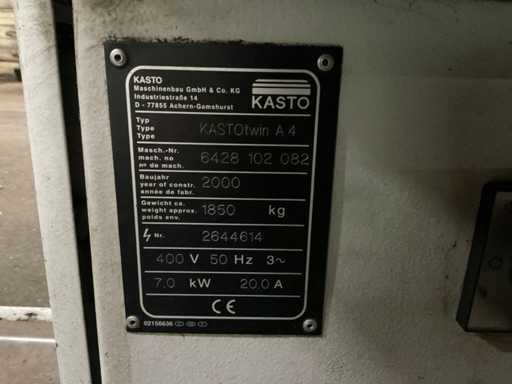 KASTO
Maschinenbau GmbH & Co. KG
Industriestraße 14
D - 77855 Achern-Gamshurst
KASTO
Typ
Type
Type
KASTOtwin A 4
Masch.-Nr.
mach. no
nº de mach.
6428 102 082
Baujahr
year of constr.
année de fabr.
2000
Gewicht ca.
weight approx.
poids env.
1850 kg
Nr. 2644614
400 V 50 Hz 3~
7.0 kW 20.0 A
CE
02156636